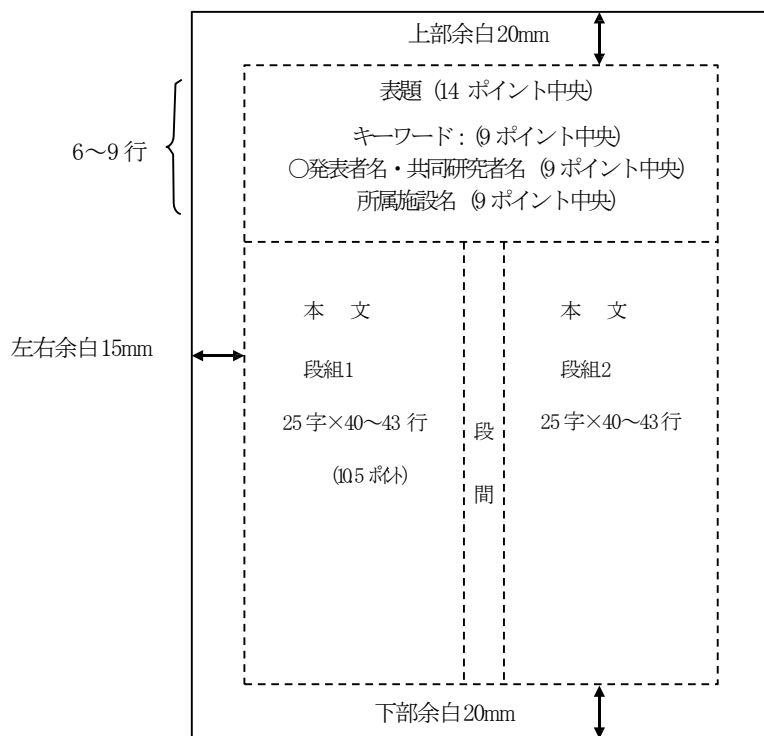 上部余白20mm
表題 (14 ポイント中央)
キーワード： (9 ポイント中央)
6～9 行
○発表者名・共同研究者名 (9 ポイント中央)
所属施設名 (9 ポイント中央)
本　文
本　文
左右余白15mm
段組1
段組2
25字×40～43 行
25字×40～43行
段
(10.5 ポイント)
間
下部余白20mm